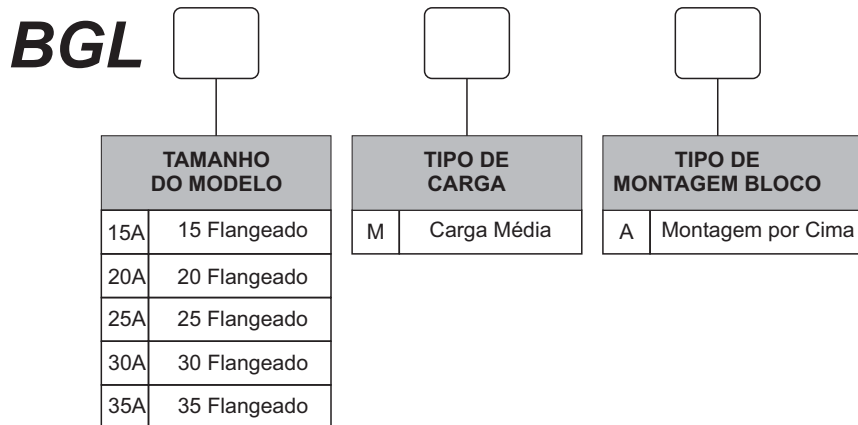 BGL
TAMANHO
DO MODELO
15A 15 Flangeado
20A 20 Flangeado
25A 25 Flangeado
30A 30 Flangeado
35A 35 Flangeado
TIPO DE
CARGA
M Carga Média
TIPO DE
MONTAGEM BLOCO
A Montagem por Cima